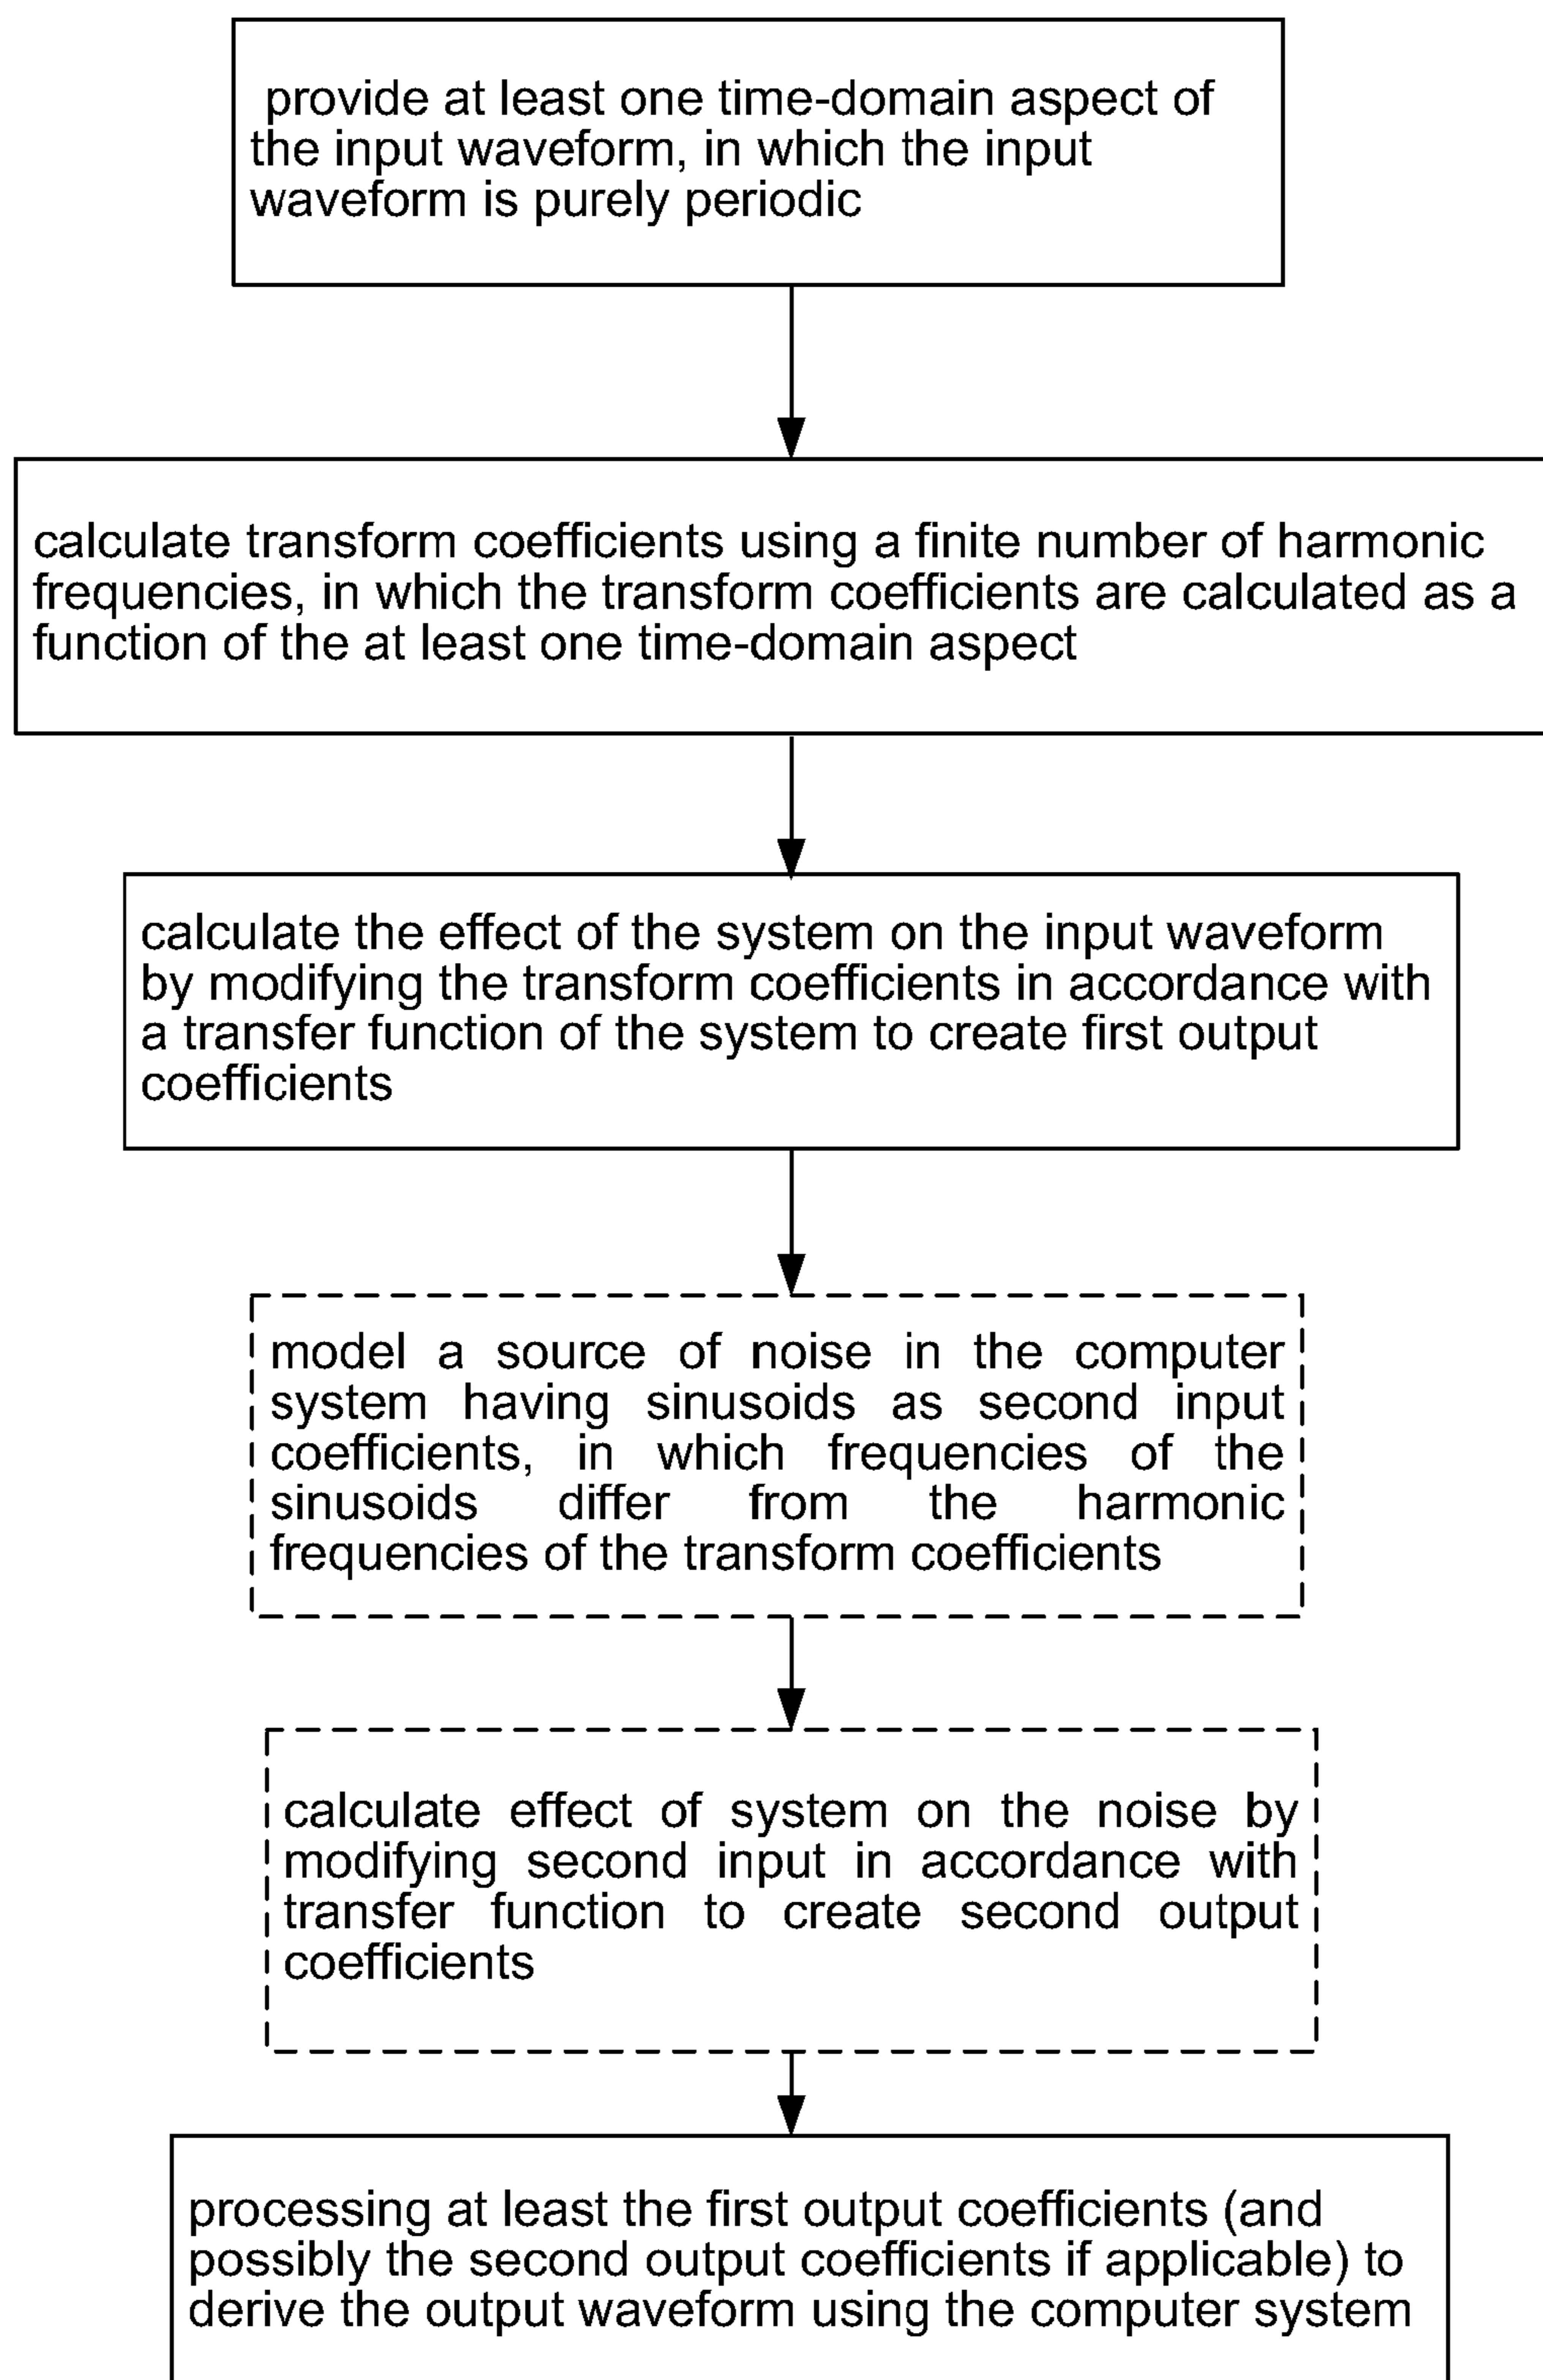 provide at least one time-domain aspect of
the input waveform, in which the input
waveform is purely periodic
calculate transform coefficients using a finite number of harmonic
frequencies, in which the transform coefficients are calculated as a
function of the at least one time-domain aspect
calculate the effect of the system on the input waveform
by modifying the transform coefficients in accordance with
a transfer function of the system to create first output
coefficients
model a source of noise in the computer
system having sinusoids as second input
coefficients, in which frequencies of the
sinusoids differ from the harmonic
frequencies of the transform coefficients
calculate effect of system on the noise by
modifying second input in accordance with
transfer function to create second output
coefficients
processing at least the first output coefficients (and
possibly the second output coefficients if applicable) to
derive the output waveform using the computer system